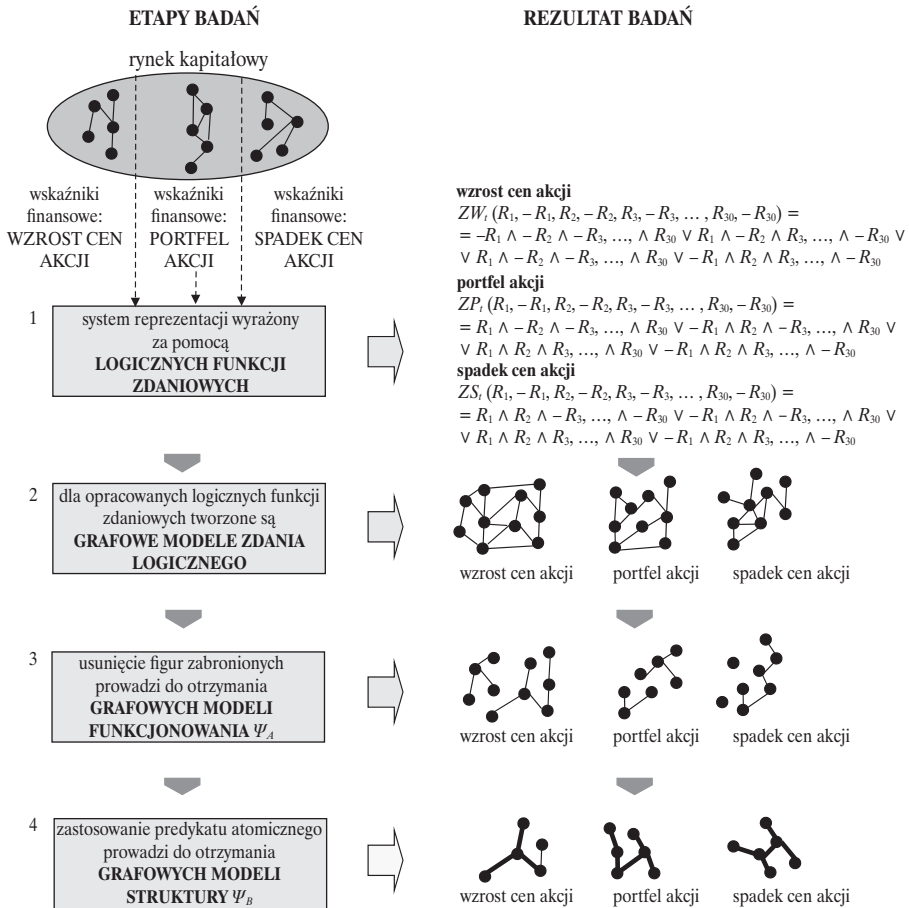 ETAPY BADAŃ
REZULTAT BADAŃ
rynek kapitałowy
wskaźniki
finansowe:
WZROST CEN
AKCJI
wskaźniki
finansowe:
PORTFEL
AKCJI
wskaźniki
finansowe:
SPADEK CEN
AKCJI
1
system reprezentacji wyrażony
za pomocą
LOGICZNYCH FUNKCJI
ZDANIOWYCH
wzrost cen akcji
ZWₜ (R₁, – R₁, R₂, – R₂, R₃, – R₃, … , R₃₀, – R₃₀) =
= –R₁ ∧ – R₂ ∧ – R₃, …, ∧ R₃₀ ∨ R₁ ∧ – R₂ ∧ R₃, …, ∧ – R₃₀ ∨
∨ R₁ ∧ – R₂ ∧ – R₃, …, ∧ R₃₀ ∨ – R₁ ∧ R₂ ∧ R₃, …, ∧ – R₃₀
portfel akcji
ZPₜ (R₁, – R₁, R₂, – R₂, R₃, – R₃, … , R₃₀, – R₃₀) =
= R₁ ∧ – R₂ ∧ – R₃, …, ∧ R₃₀ ∨ – R₁ ∧ R₂ ∧ – R₃, …, ∧ R₃₀ ∨
∨ R₁ ∧ R₂ ∧ R₃, …, ∧ R₃₀ ∨ – R₁ ∧ R₂ ∧ R₃, …, ∧ – R₃₀
spadek cen akcji
ZSₜ (R₁, – R₁, R₂, – R₂, R₃, – R₃, … , R₃₀, – R₃₀) =
= R₁ ∧ R₂ ∧ – R₃, …, ∧ – R₃₀ ∨ – R₁ ∧ R₂ ∧ – R₃, …, ∧ R₃₀ ∨
∨ R₁ ∧ R₂ ∧ R₃, …, ∧ R₃₀ ∨ – R₁ ∧ R₂ ∧ R₃, …, ∧ – R₃₀
2
dla opracowanych logicznych funkcji
zdaniowych tworzone są
GRAFOWE MODELE ZDANIA
LOGICZNEGO
wzrost cen akcji
portfel akcji
spadek cen akcji
3
usunięcie figur zabronionych
prowadzi do otrzymania
GRAFOWYCH MODELI
FUNKCJONOWANIA Ψ_A
wzrost cen akcji
portfel akcji
spadek cen akcji
4
zastosowanie predykatu atomicznego
prowadzi do otrzymania
GRAFOWYCH MODELI
STRUKTURY Ψ_B
wzrost cen akcji
portfel akcji
spadek cen akcji